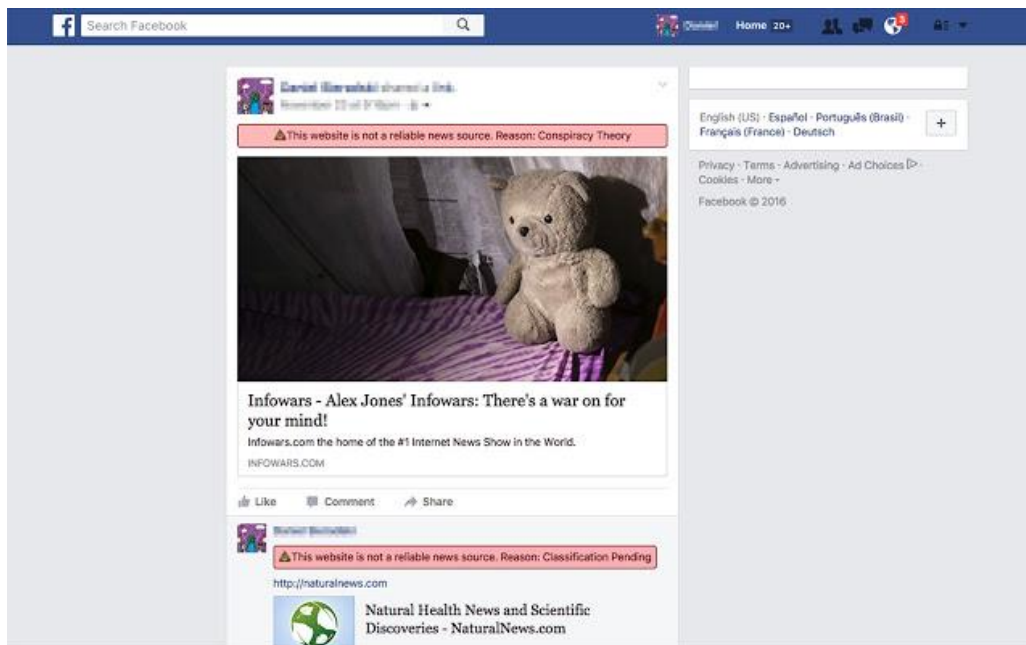 f
Search Facebook
Home 20+
3
shared a link.
This website is not a reliable news source. Reason: Conspiracy Theory
Infowars - Alex Jones' Infowars: There's a war on for
your mind!
Infowars.com the home of the #1 Internet News Show in the World.
INFOWARS.COM
Like Comment Share
This website is not a reliable news source. Reason: Classification Pending
http://naturalnews.com
Natural Health News and Scientific
Discoveries - NaturalNews.com
English (US) · Español · Português (Brasil) ·
Français (France) · Deutsch
+
Privacy · Terms · Advertising · Ad Choices ·
Cookies · More
Facebook © 2016